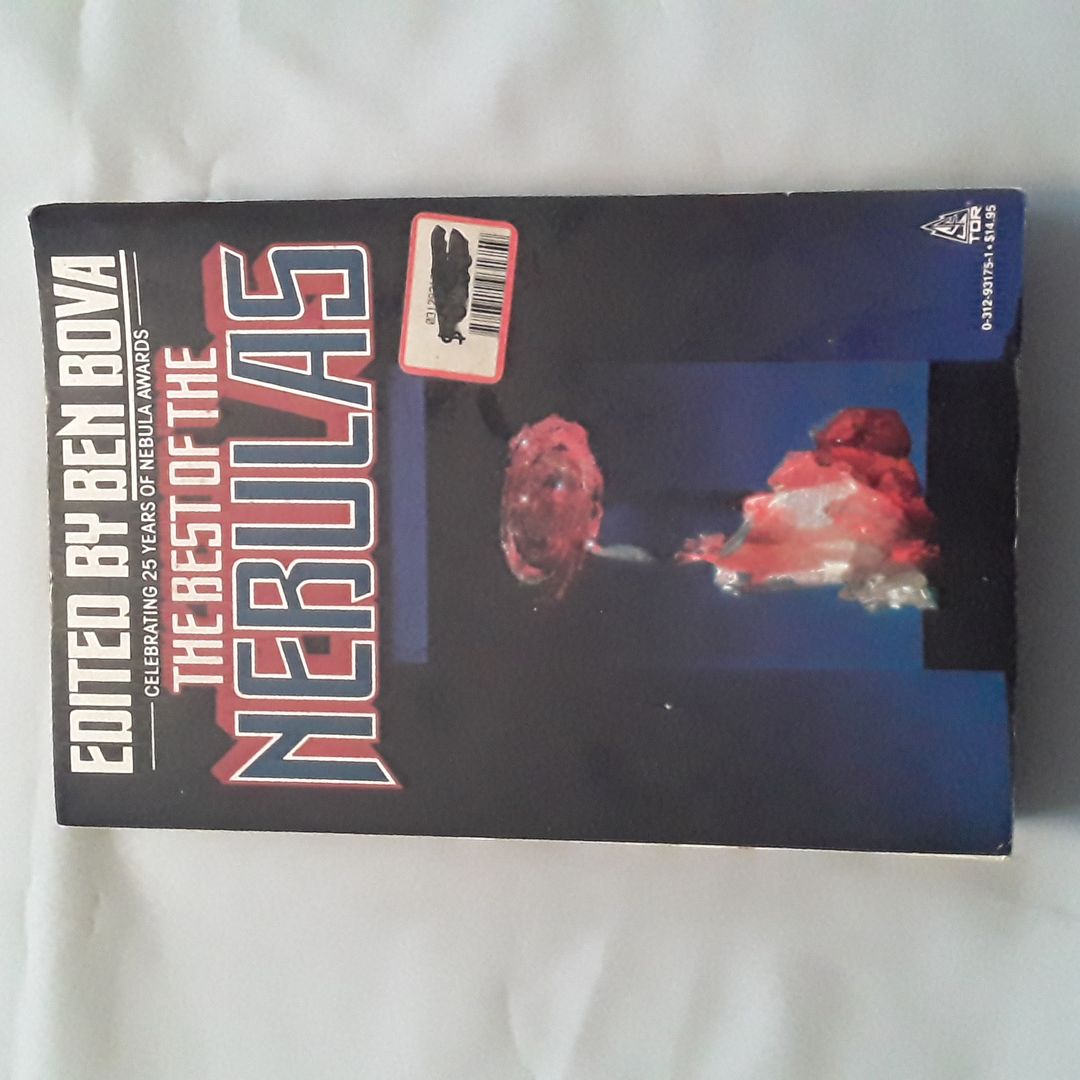 EDITED BY BEN BOVA
CELEBRATING 25 YEARS OF NEBULA AWARDS
THE BEST OF THE
NEBULAS
TOR
0-312-93175-1 • $14.95